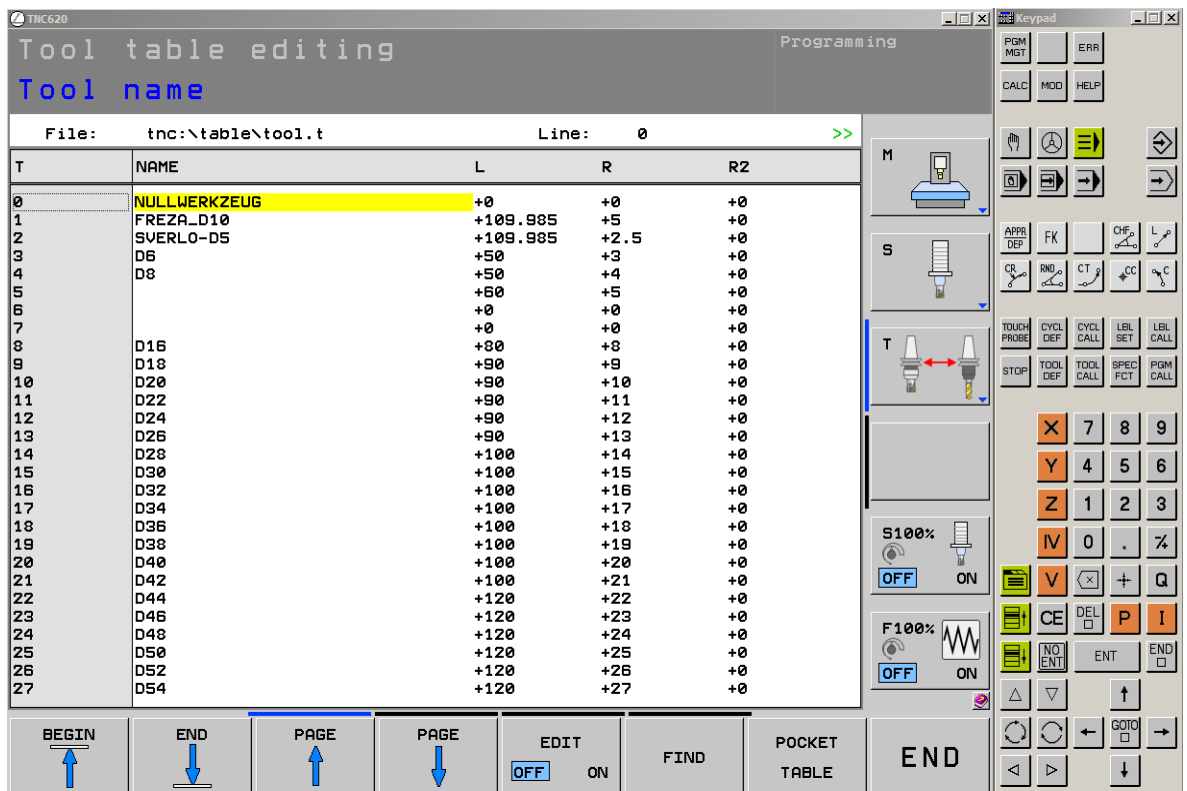 TNC620
Tool table editing
Programming
Tool name
File: tnc:\table\tool.t Line: 0 >>
T NAME L R R2
0 NULLWERKZEUG +0 +0 +0
1 FREZA_D10 +109.985 +5 +0
2 SVERLO-D5 +109.985 +2.5 +0
3 D6 +50 +3 +0
4 D8 +50 +4 +0
5 +60 +5 +0
6 +0 +0 +0
7 +0 +0 +0
8 D16 +80 +8 +0
9 D18 +90 +9 +0
10 D20 +90 +10 +0
11 D22 +90 +11 +0
12 D24 +90 +12 +0
13 D26 +90 +13 +0
14 D28 +100 +14 +0
15 D30 +100 +15 +0
16 D32 +100 +16 +0
17 D34 +100 +17 +0
18 D36 +100 +18 +0
19 D38 +100 +19 +0
20 D40 +100 +20 +0
21 D42 +100 +21 +0
22 D44 +120 +22 +0
23 D46 +120 +23 +0
24 D48 +120 +24 +0
25 D50 +120 +25 +0
26 D52 +120 +26 +0
27 D54 +120 +27 +0
M
S
T
S100%
OFF ON
F100%
OFF ON
BEGIN END PAGE PAGE EDIT OFF ON FIND POCKET TABLE END
Keypad
PGM MGT ERR
CALC MOD HELP
APPR DEP FK CHF L
CR RND CT CC C
TOUCH PROBE CYCL DEF CYCL CALL LBL SET LBL CALL
STOP TOOL DEF TOOL CALL SPEC FCT PGM CALL
X 7 8 9
Y 4 5 6
Z 1 2 3
IV 0 .
V Q
CE DEL P I
NO ENT ENT END
GOTO